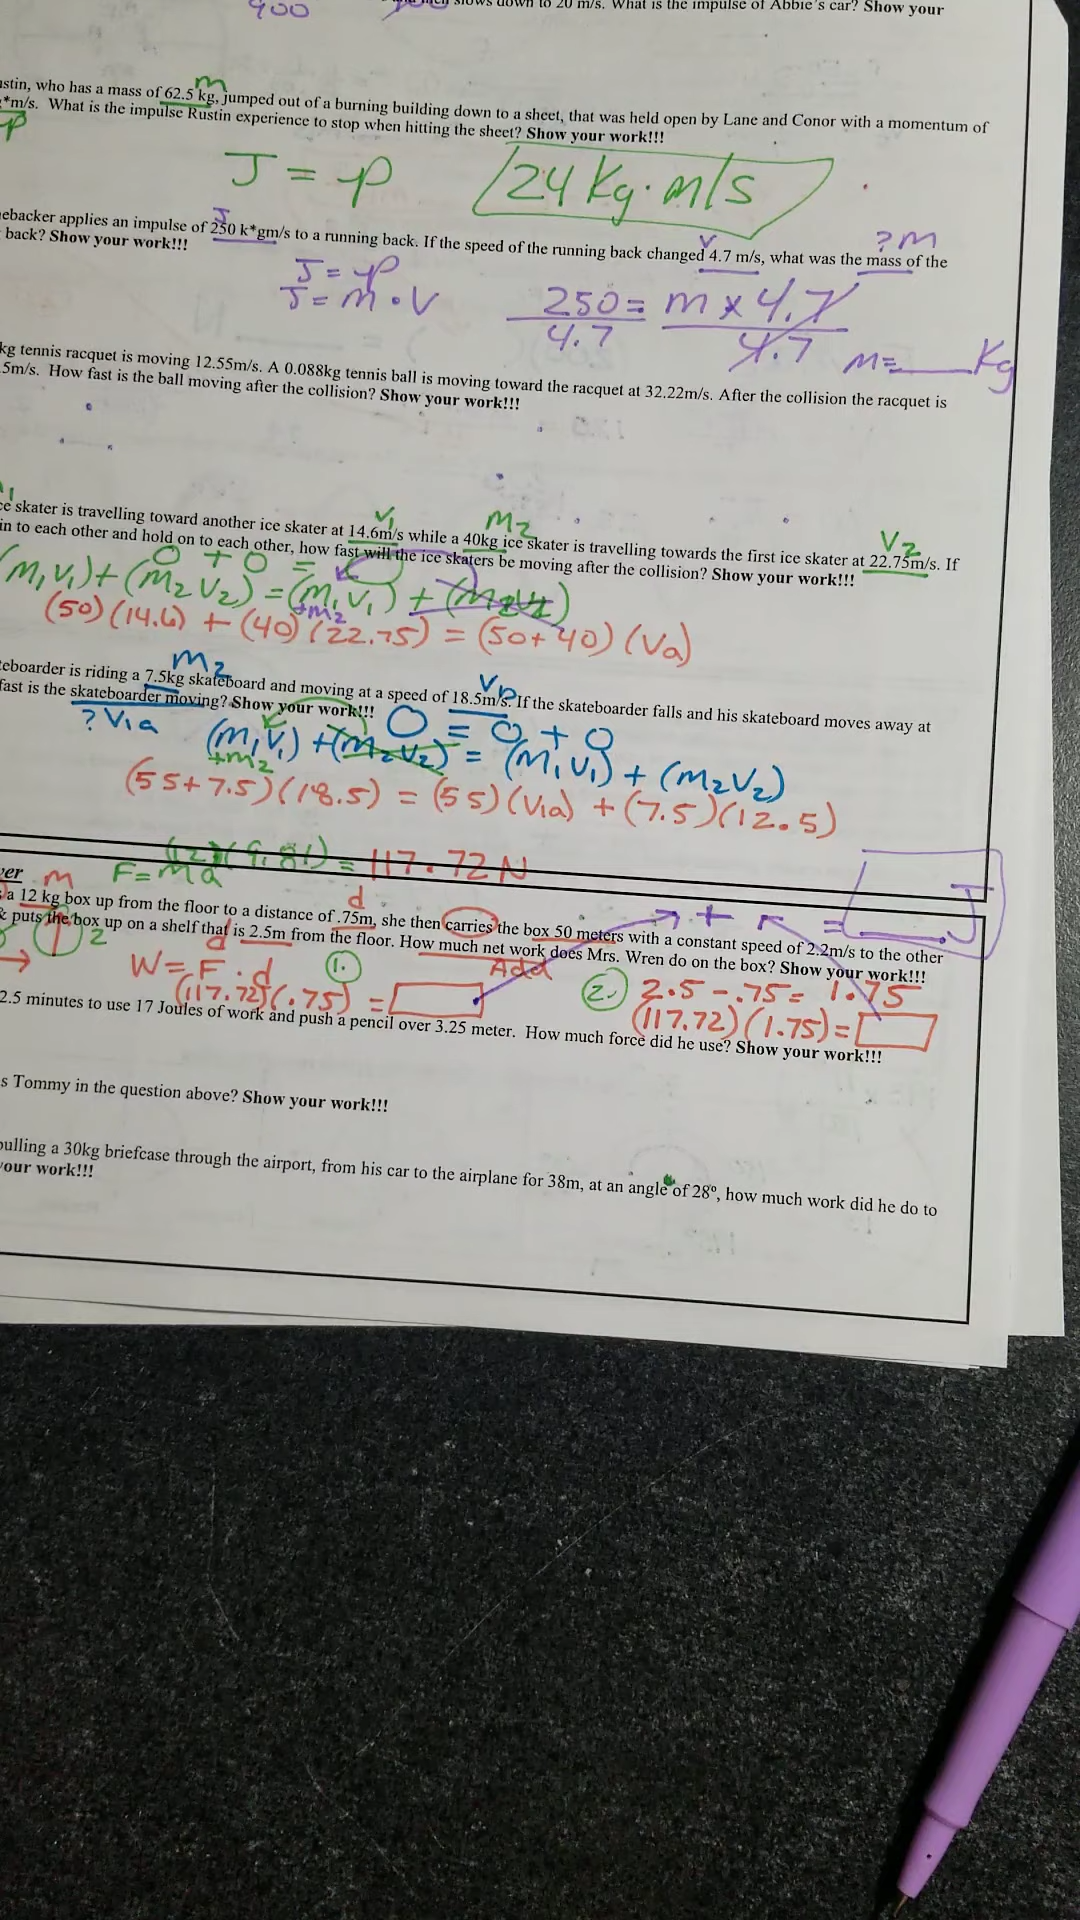 900
slows down to 20 m/s. What is the impulse of Abbie's car? Show your
m
stin, who has a mass of 62.5 kg, jumped out of a burning building down to a sheet, that was held open by Lane and Conor with a momentum of
*m/s. What is the impulse Rustin experience to stop when hitting the sheet? Show your work!!!
p
J = p 24 Kg·m/s
J
ebacker applies an impulse of 250 k*gm/s to a running back. If the speed of the running back changed 4.7 m/s, what was the mass of the
V ?m
back? Show your work!!!
J = p
J = m • V 250 = m x 4.7
4.7 4.7 m= ___ Kg
kg tennis racquet is moving 12.55m/s. A 0.088kg tennis ball is moving toward the racquet at 32.22m/s. After the collision the racquet is
5m/s. How fast is the ball moving after the collision? Show your work!!!
V1 M2 V2
ce skater is travelling toward another ice skater at 14.6m/s while a 40kg ice skater is travelling towards the first ice skater at 22.75m/s. If
in to each other and hold on to each other, how fast will the ice skaters be moving after the collision? Show your work!!!
O + O =
(m1V1)+(m2V2)=(m1V1) + (m2V2)
+m2
(50)(14.6) + (40)(22.75) = (50+40)(Va)
M2 Vb
teboarder is riding a 7.5kg skateboard and moving at a speed of 18.5m/s. If the skateboarder falls and his skateboard moves away at
fast is the skateboarder moving? Show your work!!!
? V1a O = O + O
(m1V1) +(m2V2) = (m1V1) + (m2V2)
+m2
(55+7.5)(18.5) = (55)(V1a) + (7.5)(12.5)
F=ma (12)(9.81) = 117.72N
er m d
a 12 kg box up from the floor to a distance of .75m, she then carries the box 50 meters with a constant speed of 2.2m/s to the other
+ = ___ J
puts the box up on a shelf that is 2.5m from the floor. How much net work does Mrs. Wren do on the box? Show your work!!!
2 d 1. Add
W= F · d 2. 2.5 - .75= 1.75
(117.72)(.75) = (117.72)(1.75)=
2.5 minutes to use 17 Joules of work and push a pencil over 3.25 meter. How much force did he use? Show your work!!!
s Tommy in the question above? Show your work!!!
pulling a 30kg briefcase through the airport, from his car to the airplane for 38m, at an angle of 28º, how much work did he do to
your work!!!